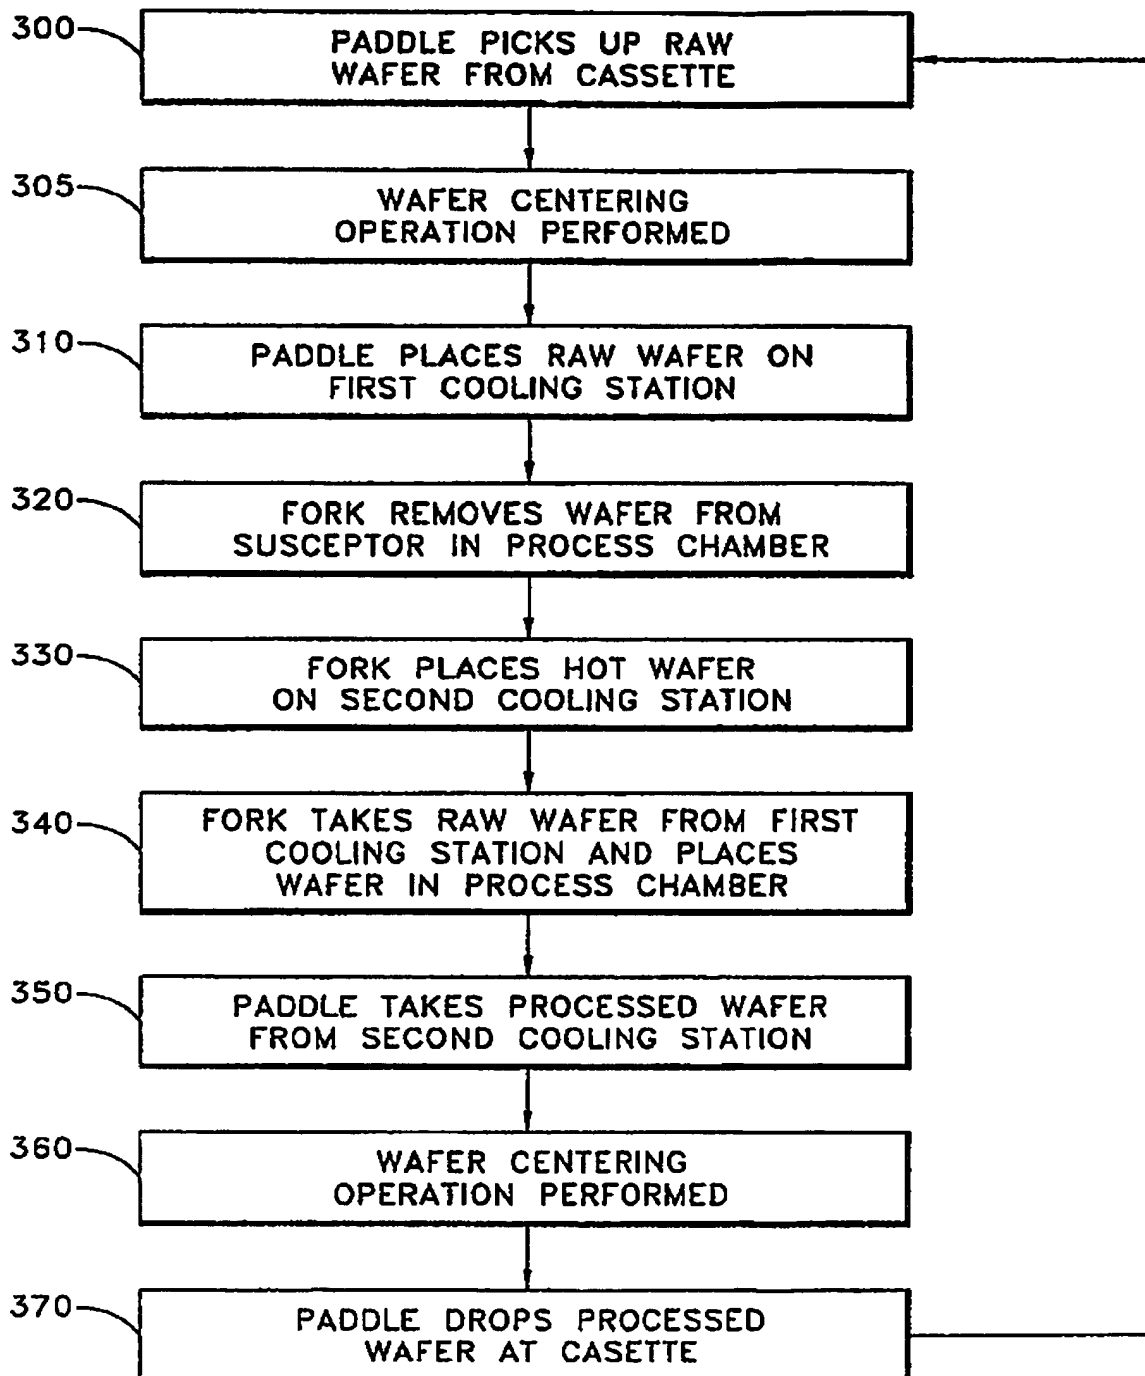 300
PADDLE PICKS UP RAW
WAFER FROM CASSETTE
305
WAFER CENTERING
OPERATION PERFORMED
310
PADDLE PLACES RAW WAFER ON
FIRST COOLING STATION
320
FORK REMOVES WAFER FROM
SUSCEPTOR IN PROCESS CHAMBER
330
FORK PLACES HOT WAFER
ON SECOND COOLING STATION
340
FORK TAKES RAW WAFER FROM FIRST
COOLING STATION AND PLACES
WAFER IN PROCESS CHAMBER
350
PADDLE TAKES PROCESSED WAFER
FROM SECOND COOLING STATION
360
WAFER CENTERING
OPERATION PERFORMED
370
PADDLE DROPS PROCESSED
WAFER AT CASETTE